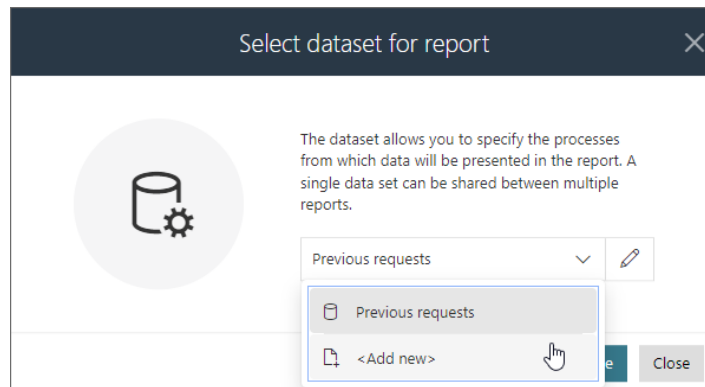 Select dataset for report
The dataset allows you to specify the processes
from which data will be presented in the report. A
single data set can be shared between multiple
reports.
Previous requests
Previous requests
<Add new>
Close